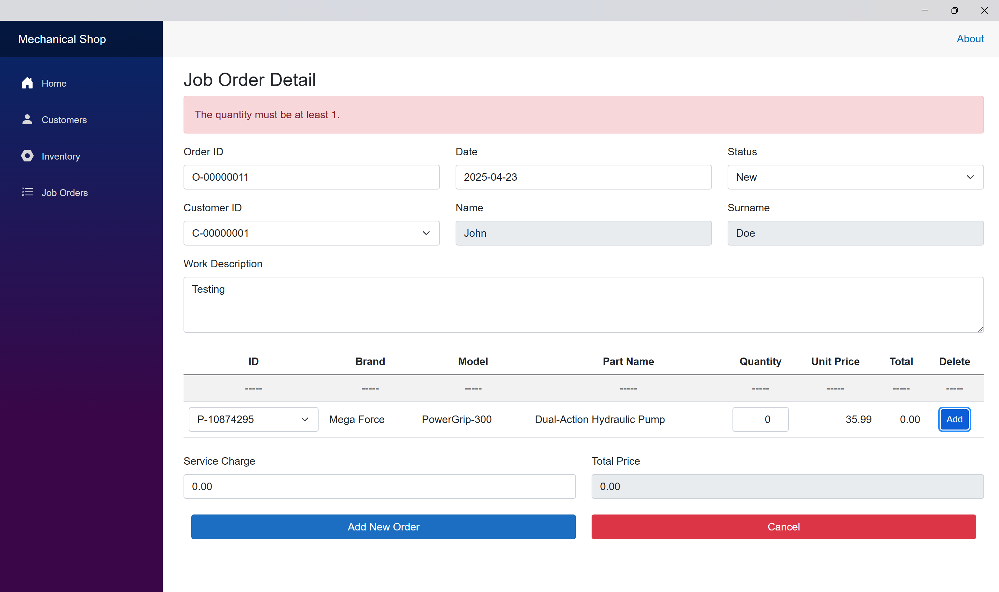 Mechanical Shop
About
Home
Customers
Inventory
Job Orders
Job Order Detail
The quantity must be at least 1.
Order ID Date Status
O-00000011 2025-04-23 New
Customer ID Name Surname
C-00000001 John Doe
Work Description
Testing
ID Brand Model Part Name Quantity Unit Price Total Delete
----- ----- ----- ----- ----- ----- ----- -----
P-10874295 Mega Force PowerGrip-300 Dual-Action Hydraulic Pump 0 35.99 0.00 Add
Service Charge Total Price
0.00 0.00
Add New Order Cancel